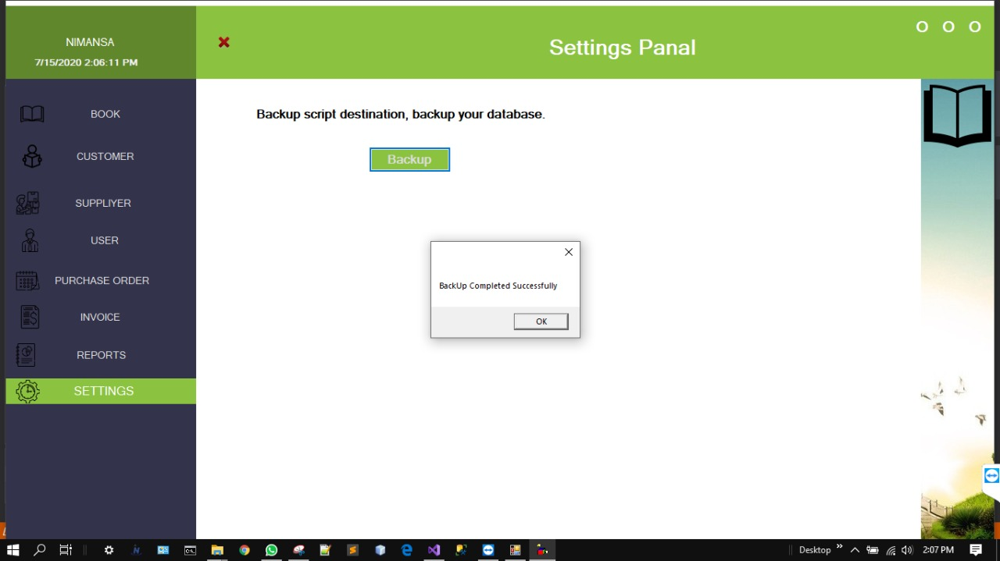 NIMANSA
7/15/2020 2:06:11 PM
Settings Panal
BOOK
CUSTOMER
SUPPLIYER
USER
PURCHASE ORDER
INVOICE
REPORTS
SETTINGS
Backup script destination, backup your database.
Backup
BackUp Completed Successfully
OK
Desktop
2:07 PM